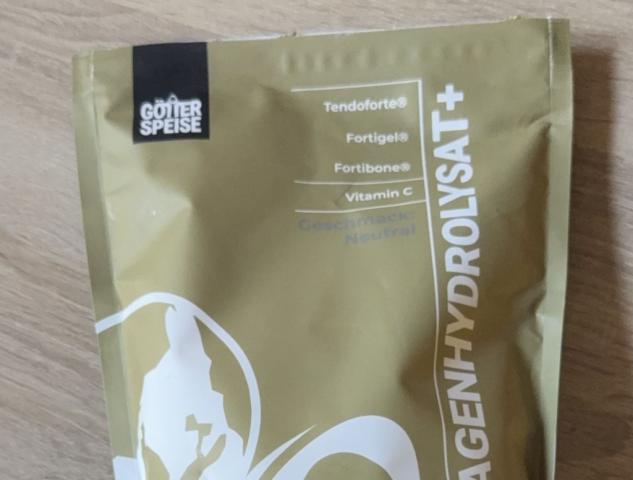 GÖTTER
SPEISE
Tendoforte®
Fortigel®
Fortibone®
Vitamin C
Geschmack:
Neutral
AGENHYDROLYSAT+